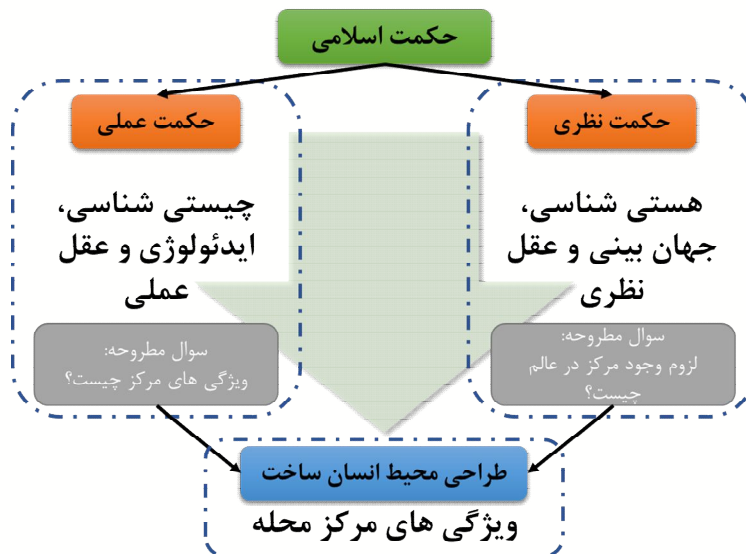 حکمت اسلامی
حکمت نظری
هستی شناسی،
جهان بینی و عقل
نظری
سوال مطروحه:
لزوم وجود مرکز در عالم
چیست؟
حکمت عملی
چیستی شناسی،
ایدئولوژی و عقل
عملی
سوال مطروحه:
ویژگی های مرکز چیست؟
طراحی محیط انسان ساخت
ویژگی های مرکز محله